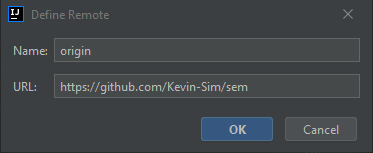 Define Remote
Name: origin
URL: https://github.com/Kevin-Sim/sem
OK Cancel